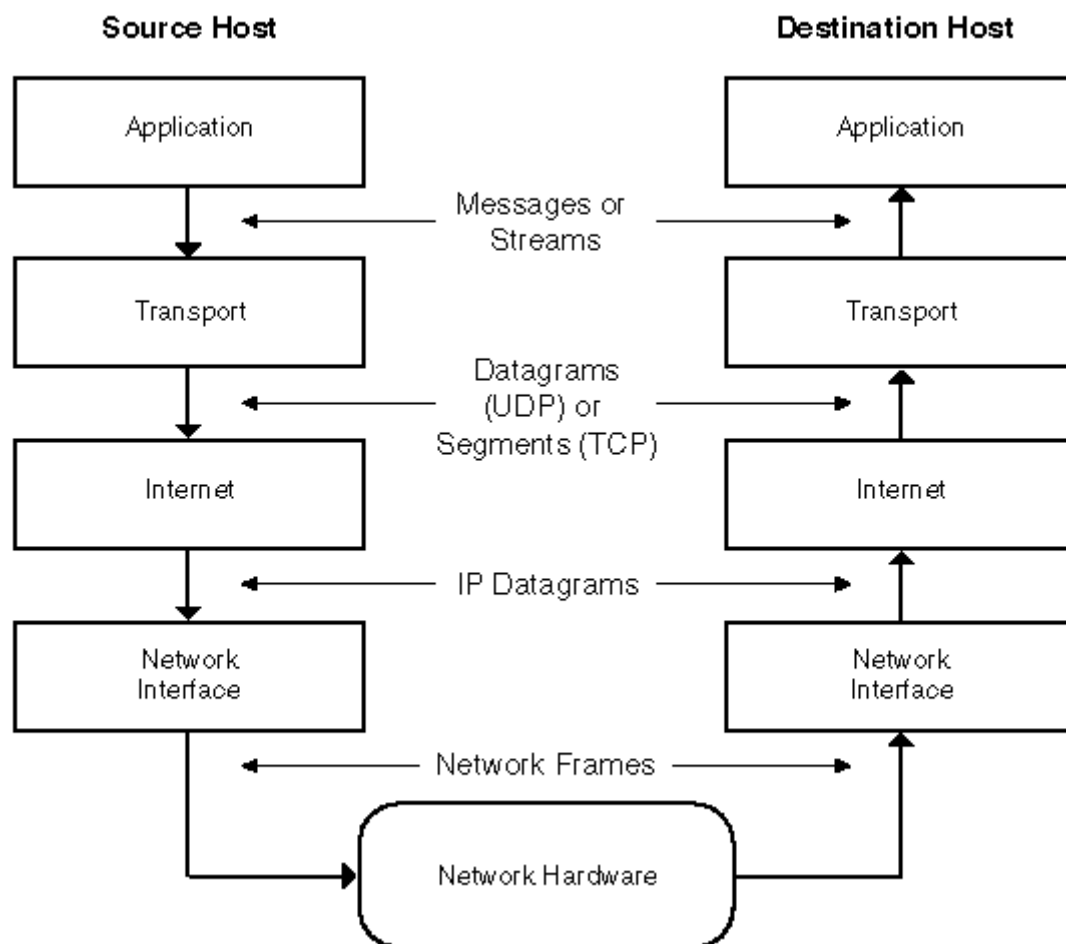 Source Host
Destination Host
Application
Application
Messages or
Streams
Transport
Transport
Datagrams
(UDP) or
Segments (TCP)
Internet
Internet
IP Datagrams
Network
Interface
Network
Interface
Network Frames
Network Hardware